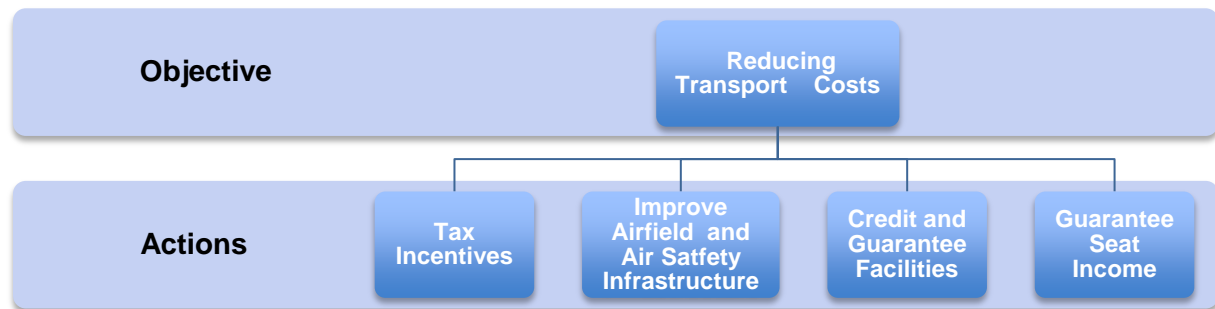 Objective
Reducing
Transport Costs
Actions
Tax
Incentives
Improve
Airfield and
Air Satfety
Infrastructure
Credit and
Guarantee
Facilities
Guarantee
Seat
Income